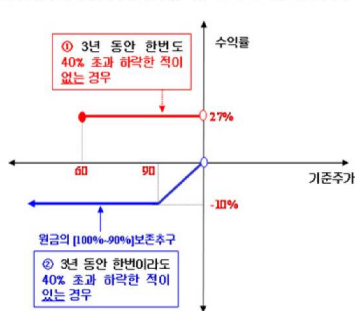 수익률
① 3년 동안 한번도
40% 초과 하락한 적이
없는 경우
27%
60
90
기준주가
-10%
원금의 [100%~90%]보존추구
② 3년 동안 한번이라도
40% 초과 하락한 적이
있는 경우